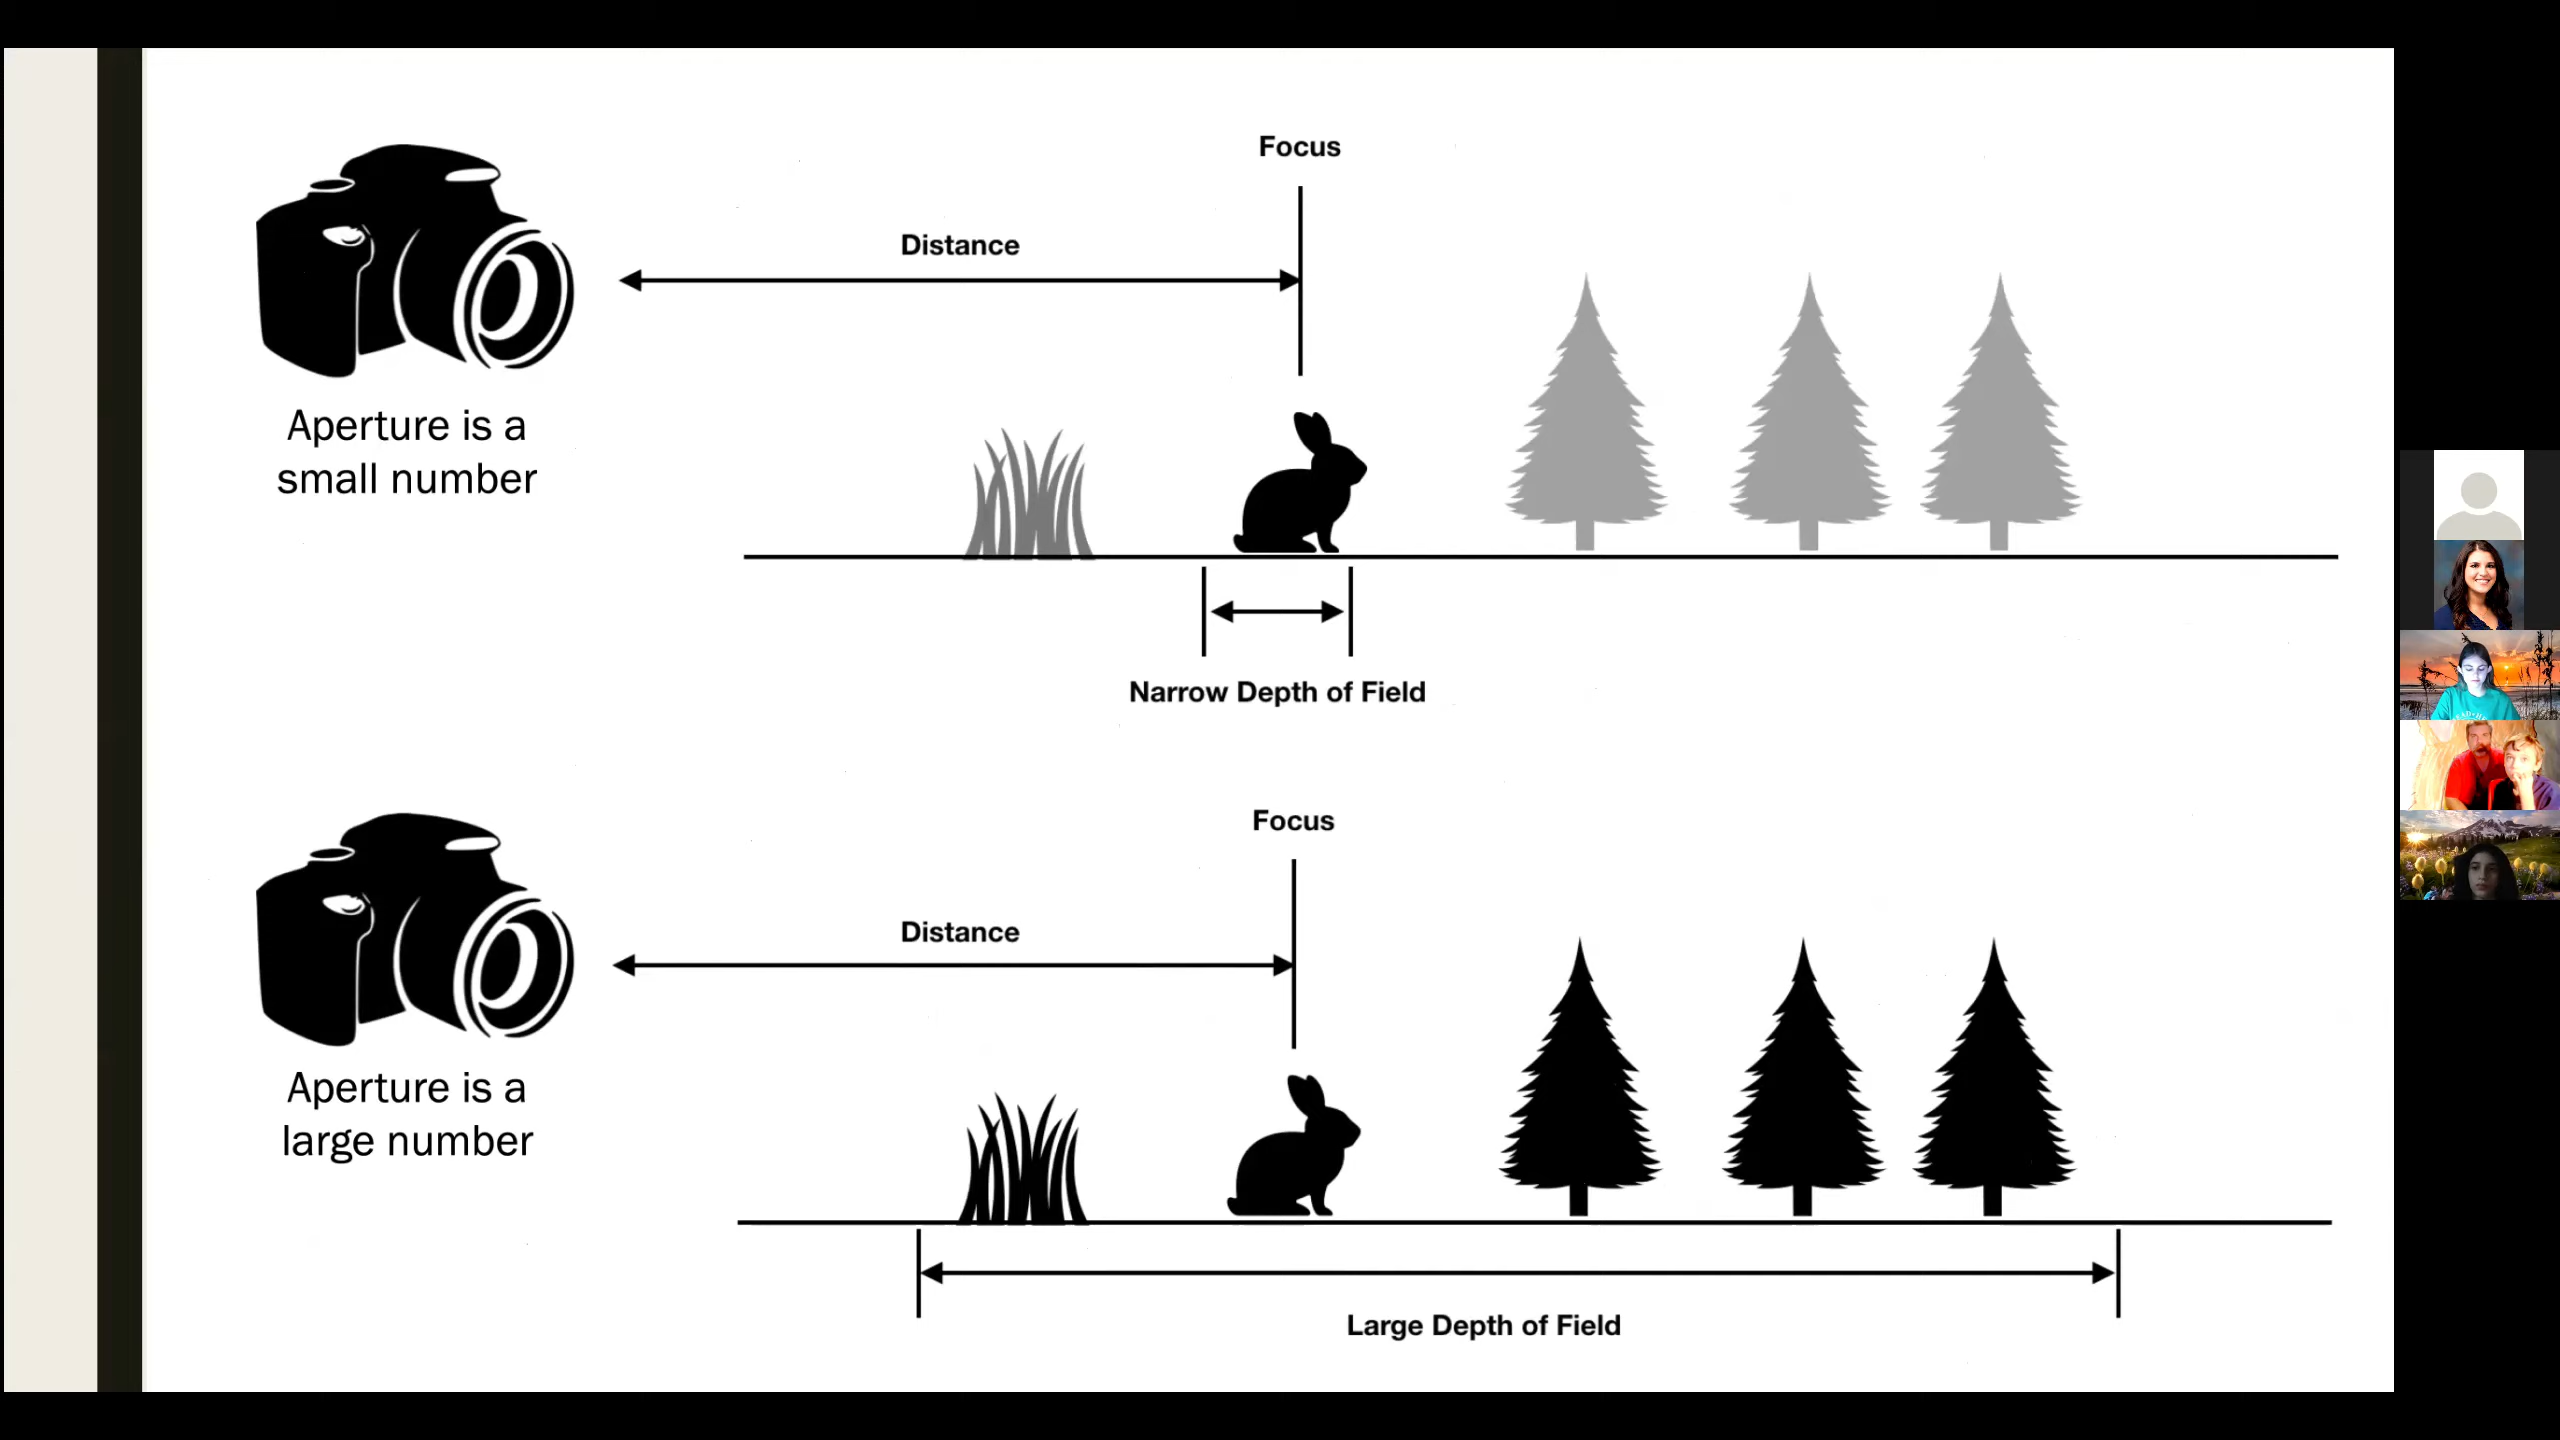 Focus
Distance
Aperture is a
small number
Narrow Depth of Field
Focus
Distance
Aperture is a
large number
Large Depth of Field